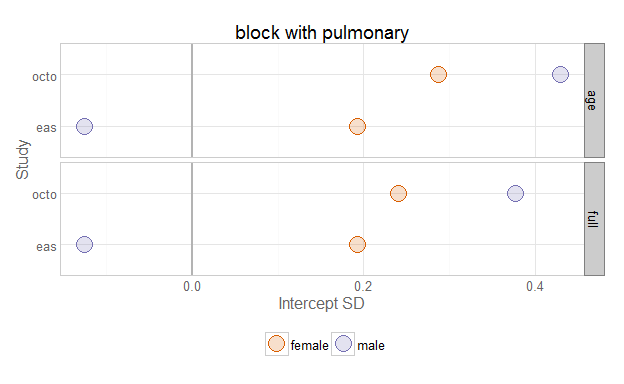 block with pulmonary
Study
octo
eas
age
octo
eas
full
0.0 0.2 0.4
Intercept SD
female male